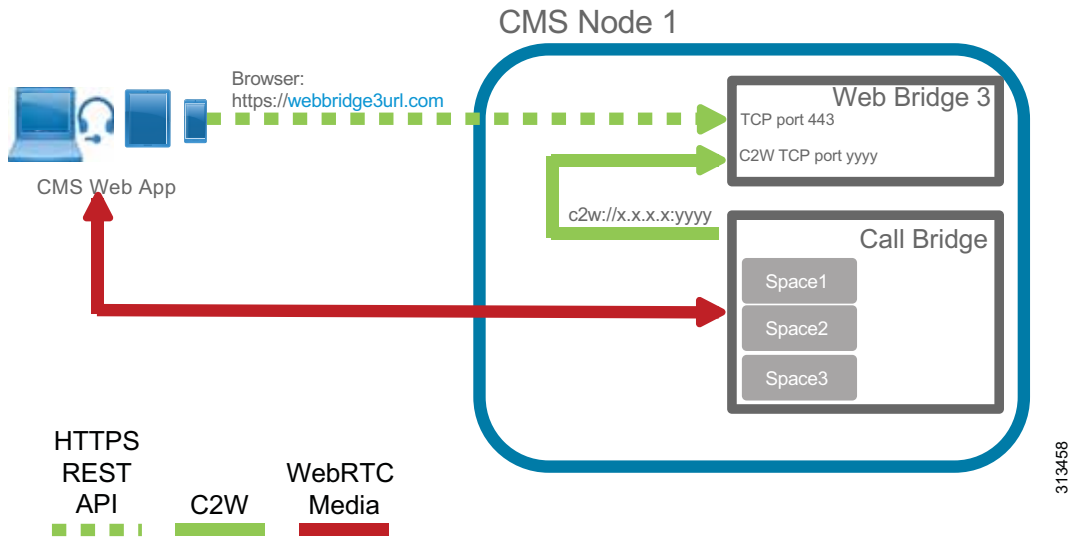 CMS Node 1
Browser:
https://webbridge3url.com
Web Bridge 3
TCP port 443
C2W TCP port yyyy
CMS Web App
c2w://x.x.x.x:yyyy
Call Bridge
Space1
Space2
Space3
HTTPS
REST
API
C2W
WebRTC
Media
313458